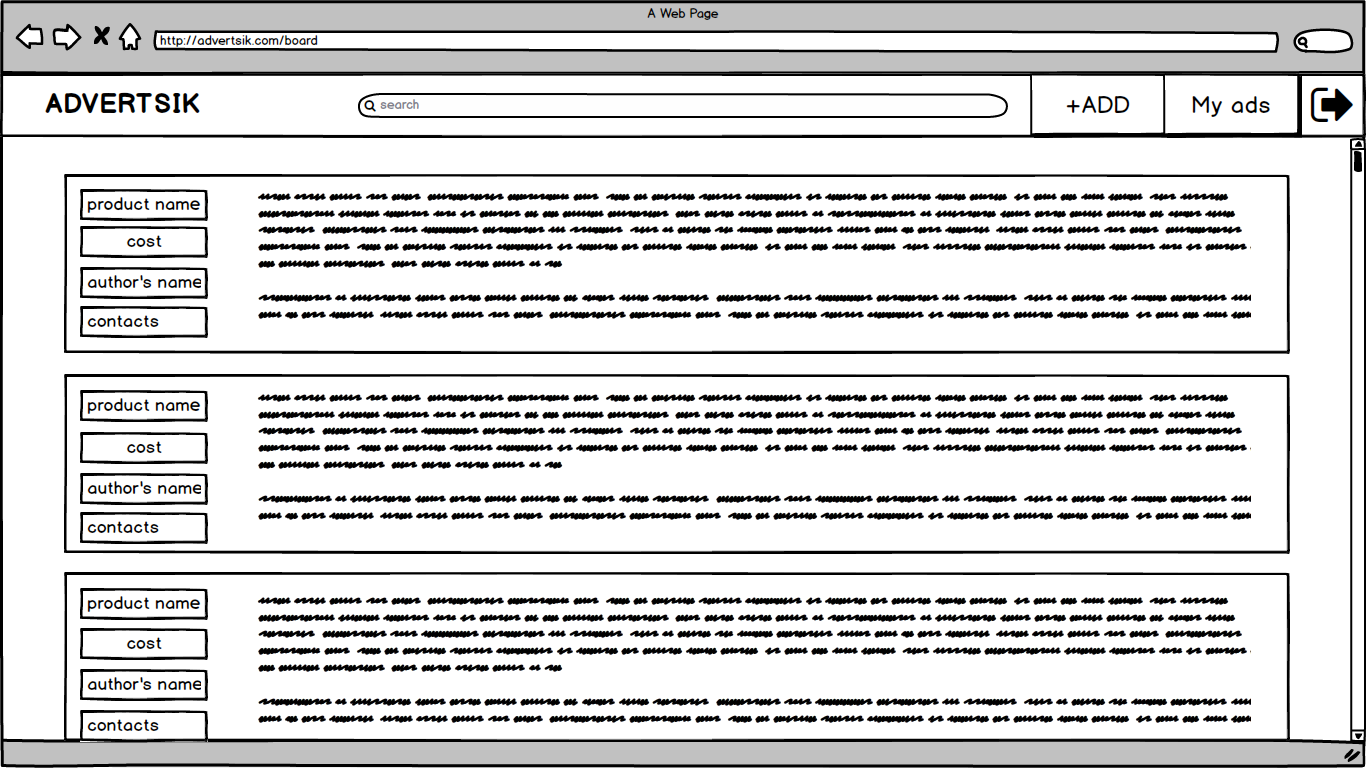 A Web Page
http://advertsik.com/board
ADVERTSIK
search
+ADD
My ads
product name
cost
author's name
contacts
product name
cost
author's name
contacts
product name
cost
author's name
contacts